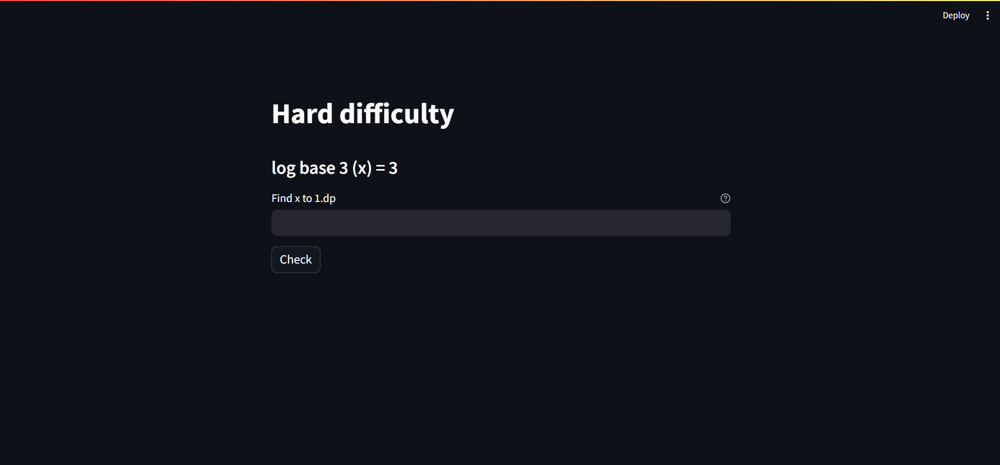 Deploy
Hard difficulty
log base 3 (x) = 3
Find x to 1.dp
Check